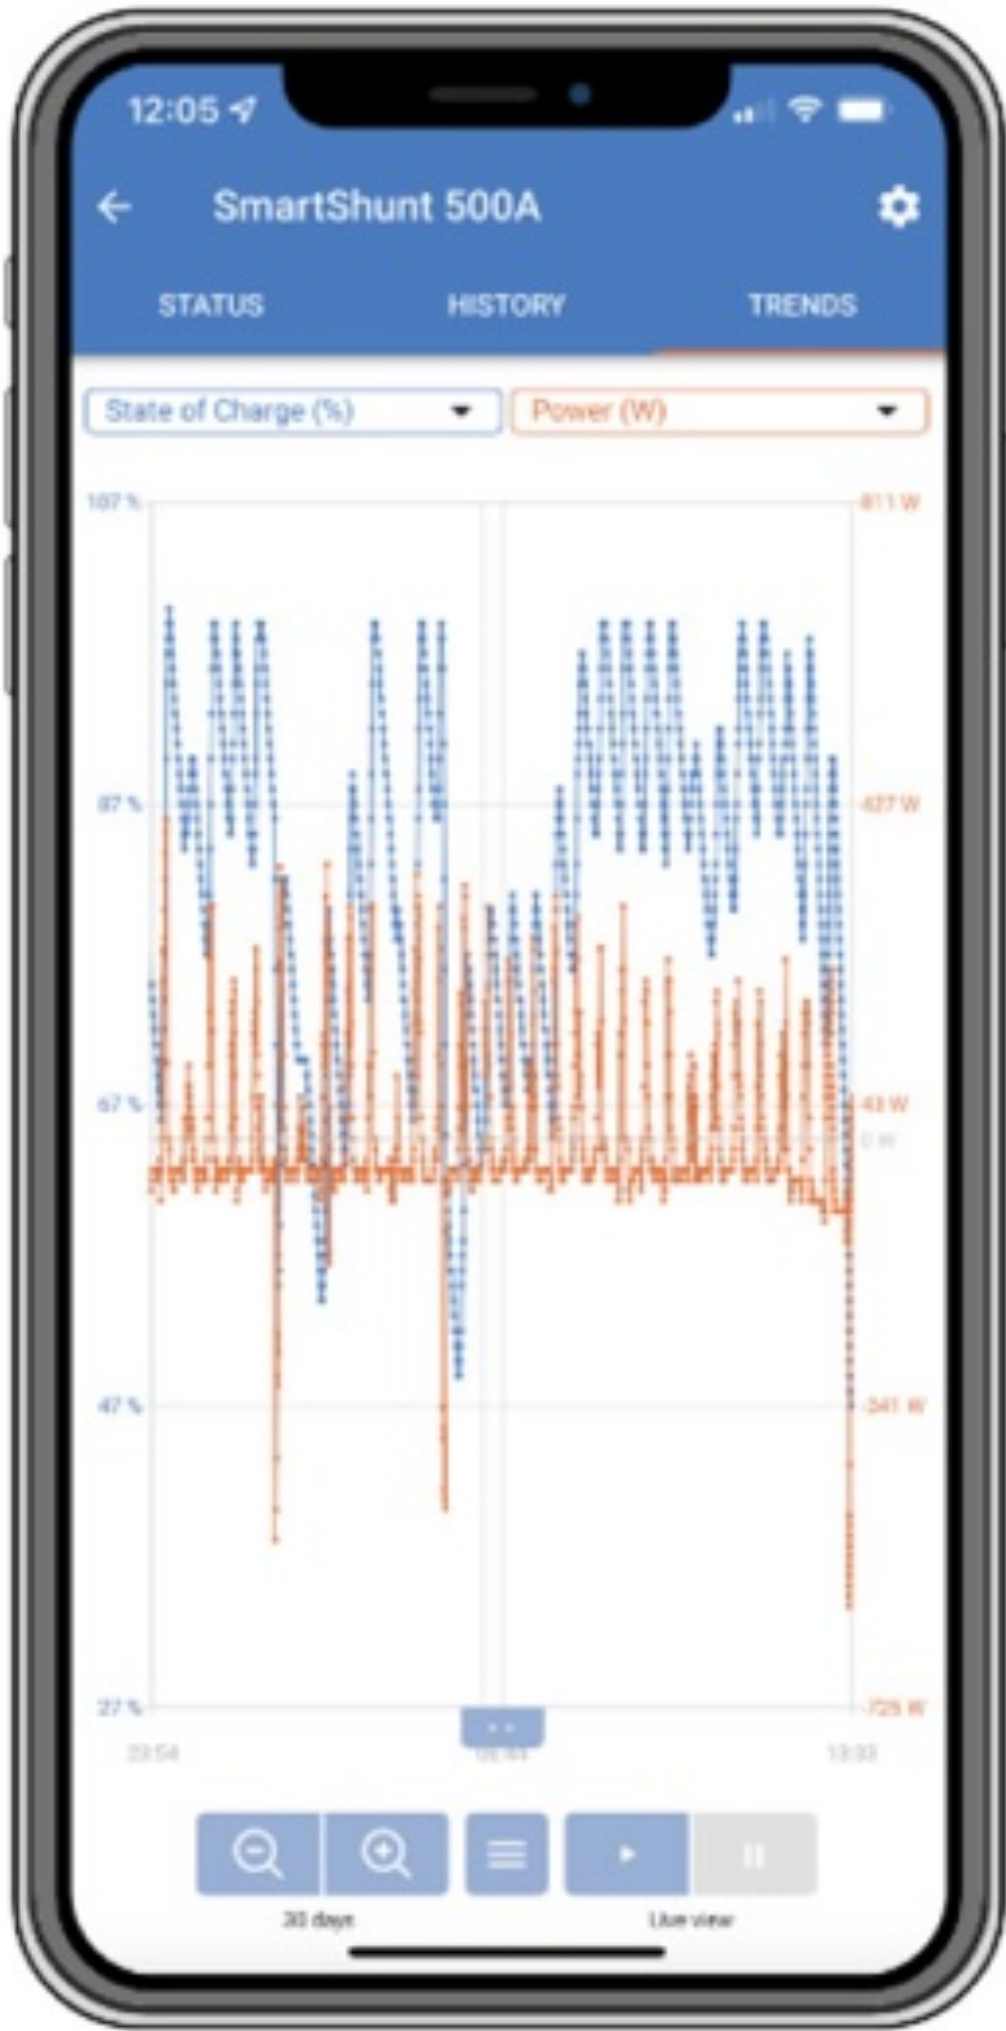 12:05
SmartShunt 500A
STATUS HISTORY TRENDS
State of Charge (%) Power (W)
107 % 811 W
87 % 427 W
67 % 43 W
0 W
47 % -341 W
27 % -725 W
23:54 13:33
30 days Live view